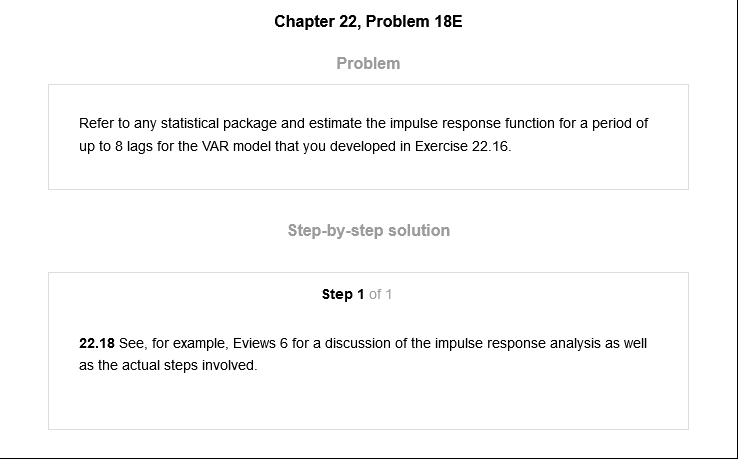 Chapter 22, Problem 18E
Problem
Refer to any statistical package and estimate the impulse response function for a period of
up to 8 lags for the VAR model that you developed in Exercise 22.16.
Step-by-step solution
Step 1 of 1
22.18 See, for example, Eviews 6 for a discussion of the impulse response analysis as well
as the actual steps involved.